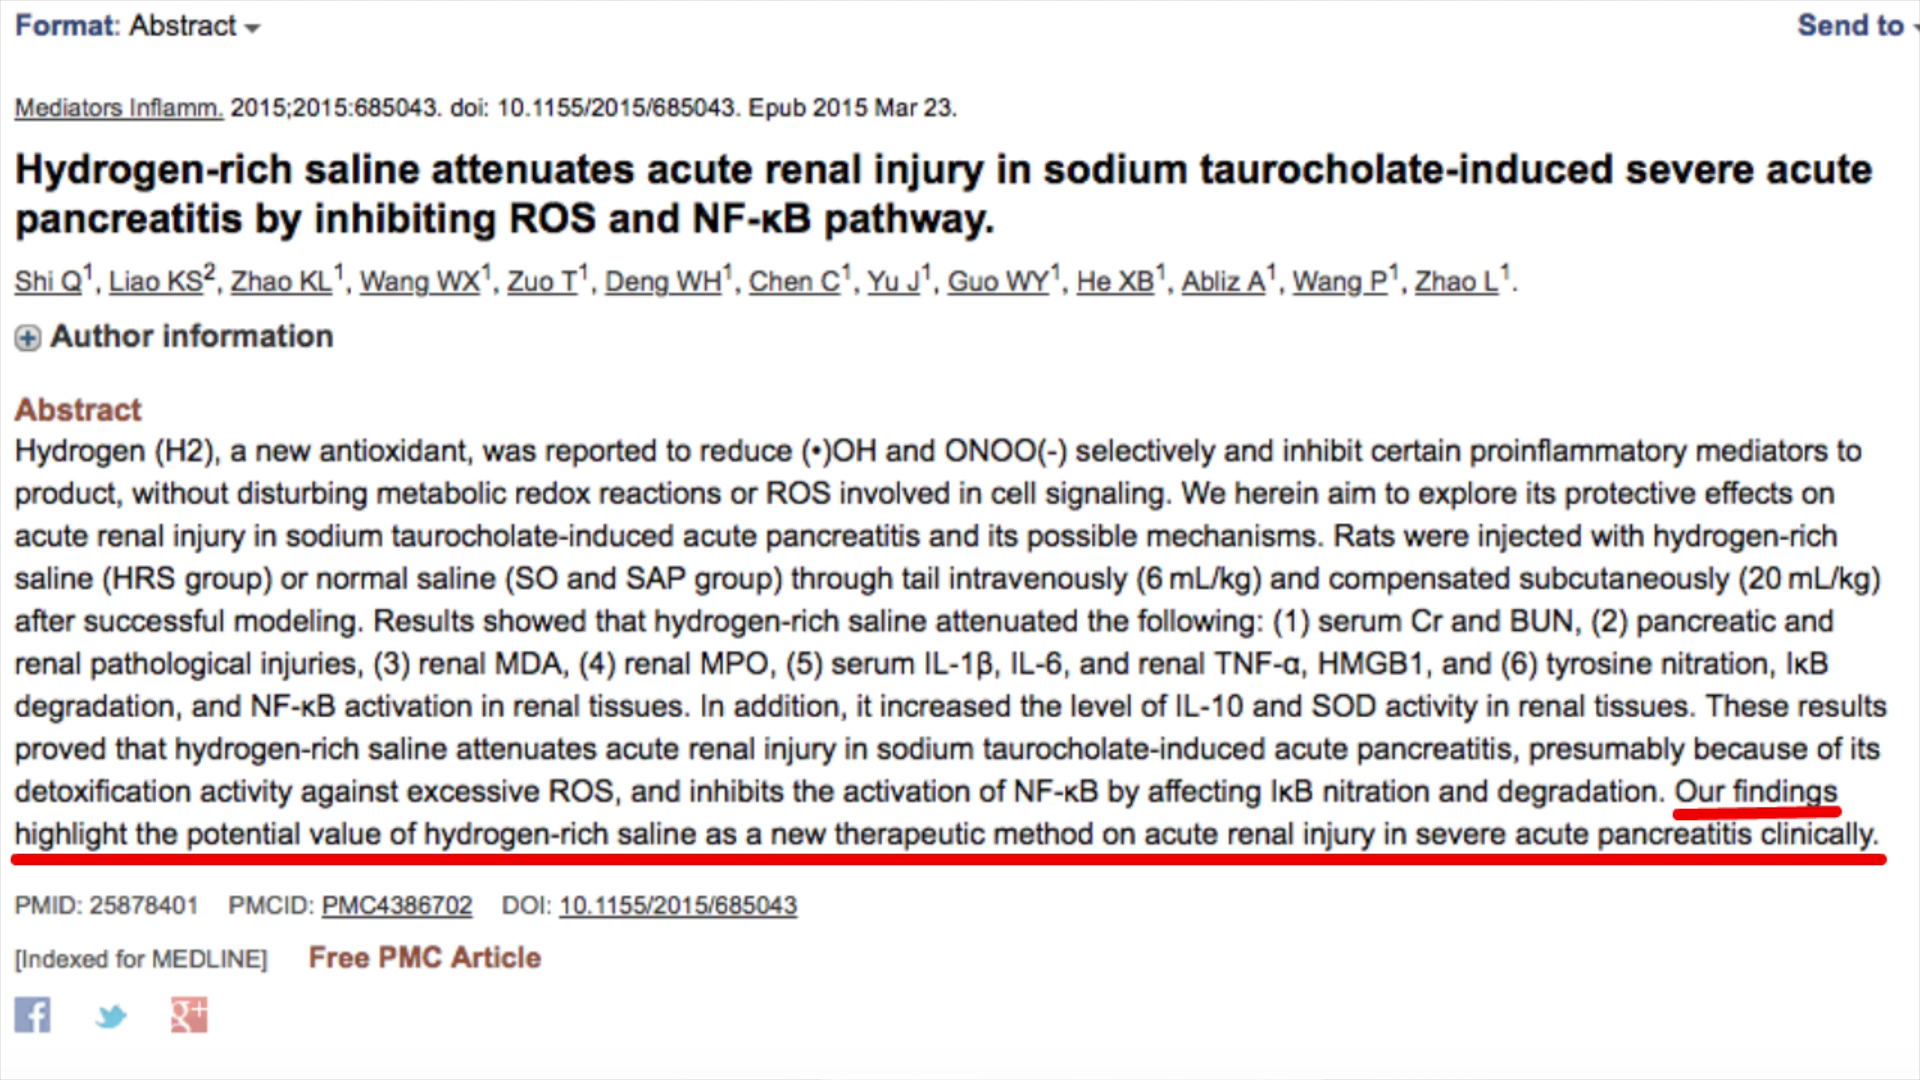 Format: Abstract
Send to
Mediators Inflamm. 2015;2015:685043. doi: 10.1155/2015/685043. Epub 2015 Mar 23.
Hydrogen-rich saline attenuates acute renal injury in sodium taurocholate-induced severe acute
pancreatitis by inhibiting ROS and NF-κB pathway.
Shi Q1, Liao KS2, Zhao KL1, Wang WX1, Zuo T1, Deng WH1, Chen C1, Yu J1, Guo WY1, He XB1, Abliz A1, Wang P1, Zhao L1.
Author information
Abstract
Hydrogen (H2), a new antioxidant, was reported to reduce (•)OH and ONOO(-) selectively and inhibit certain proinflammatory mediators to
product, without disturbing metabolic redox reactions or ROS involved in cell signaling. We herein aim to explore its protective effects on
acute renal injury in sodium taurocholate-induced acute pancreatitis and its possible mechanisms. Rats were injected with hydrogen-rich
saline (HRS group) or normal saline (SO and SAP group) through tail intravenously (6 mL/kg) and compensated subcutaneously (20 mL/kg)
after successful modeling. Results showed that hydrogen-rich saline attenuated the following: (1) serum Cr and BUN, (2) pancreatic and
renal pathological injuries, (3) renal MDA, (4) renal MPO, (5) serum IL-1β, IL-6, and renal TNF-α, HMGB1, and (6) tyrosine nitration, IκB
degradation, and NF-κB activation in renal tissues. In addition, it increased the level of IL-10 and SOD activity in renal tissues. These results
proved that hydrogen-rich saline attenuates acute renal injury in sodium taurocholate-induced acute pancreatitis, presumably because of its
detoxification activity against excessive ROS, and inhibits the activation of NF-κB by affecting IκB nitration and degradation. Our findings
highlight the potential value of hydrogen-rich saline as a new therapeutic method on acute renal injury in severe acute pancreatitis clinically.
PMID: 25878401 PMCID: PMC4386702 DOI: 10.1155/2015/685043
[Indexed for MEDLINE] Free PMC Article
f g+